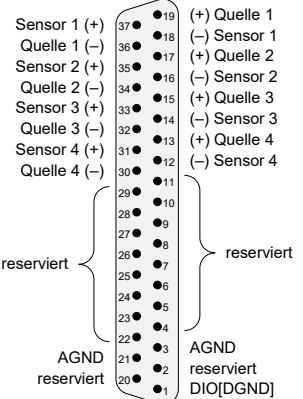 19 (+) Quelle 1
Sensor 1 (+) 37
18 (–) Sensor 1
Quelle 1 (–) 36
17 (+) Quelle 2
Sensor 2 (+) 35
16 (–) Sensor 2
Quelle 2 (–) 34
15 (+) Quelle 3
Sensor 3 (+) 33
14 (–) Sensor 3
Quelle 3 (–) 32
13 (+) Quelle 4
Sensor 4 (+) 31
12 (–) Sensor 4
Quelle 4 (–) 30
11
29
10
28
9
27
8
26
reserviert
7
25
reserviert
6
24
5
23
4
22
3 AGND
AGND 21
2 reserviert
reserviert 20
1 DIO[DGND]